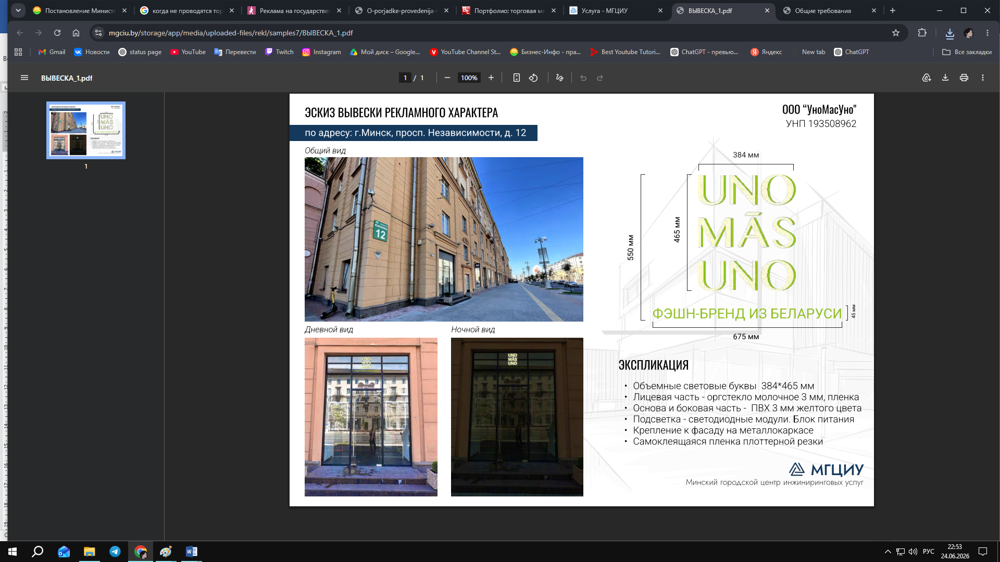 Постановление Министе
когда не проводятся тор
Реклама на государстве
O-porjadke-provedenija-
Портфолио: торговая ме
Услуга - МГЦИУ
ВЫВЕСКА_1.pdf
Общие требования
mgciu.by/storage/app/media/uploaded-files/rekl/samples7/ВЫВЕСКА_1.pdf
Gmail
Новости
status page
YouTube
Перевести
Twitch
Instagram
Мой диск – Google...
YouTube Channel St...
Бизнес-Инфо - пра...
Best Youtube Tutori...
ChatGPT - превью...
Яндекс
New tab
ChatGPT
Все закладки
ВЫВЕСКА_1.pdf
1 / 1
100%
1
ЭСКИЗ ВЫВЕСКИ РЕКЛАМНОГО ХАРАКТЕРА
по адресу: г.Минск, просп. Независимости, д. 12
ООО “УноМасУно"
УНП 193508962
Общий вид
12
Дневной вид
Ночной вид
UNO
MÁS
UNO
UNO
MÁS
UNO
384 мм
550 мм
465 мм
UNO
MÁS
UNO
ФЭШН-БРЕНД ИЗ БЕЛАРУСИ
45 мм
675 мм
ЭКСПЛИКАЦИЯ
• Объемные световые буквы 384*465 мм
• Лицевая часть - оргстекло молочное 3 мм, пленка
• Основа и боковая часть - ПВХ 3 мм желтого цвета
• Подсветка - светодиодные модули. Блок питания
• Крепление к фасаду на металлокаркасе
• Самоклеящаяся пленка плоттерной резки
МГЦИУ
Минский городской центр инжиниринговых услуг
РУС
22:53
24.06.2026